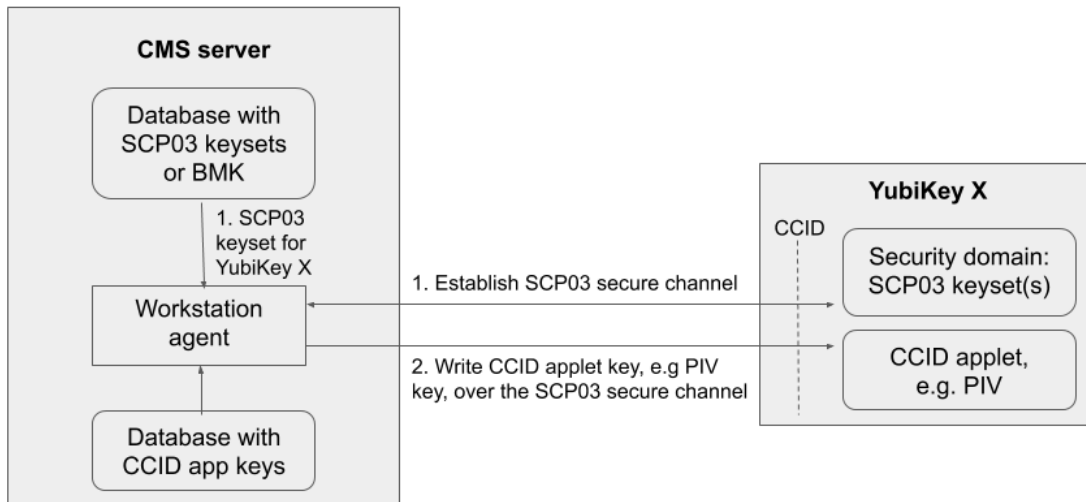 CMS server
Database with
SCP03 keysets
or BMK
1. SCP03
keyset for
YubiKey X
Workstation
agent
Database with
CCID app keys
1. Establish SCP03 secure channel
2. Write CCID applet key, e.g PIV
key, over the SCP03 secure channel
YubiKey X
CCID
Security domain:
SCP03 keyset(s)
CCID applet,
e.g. PIV